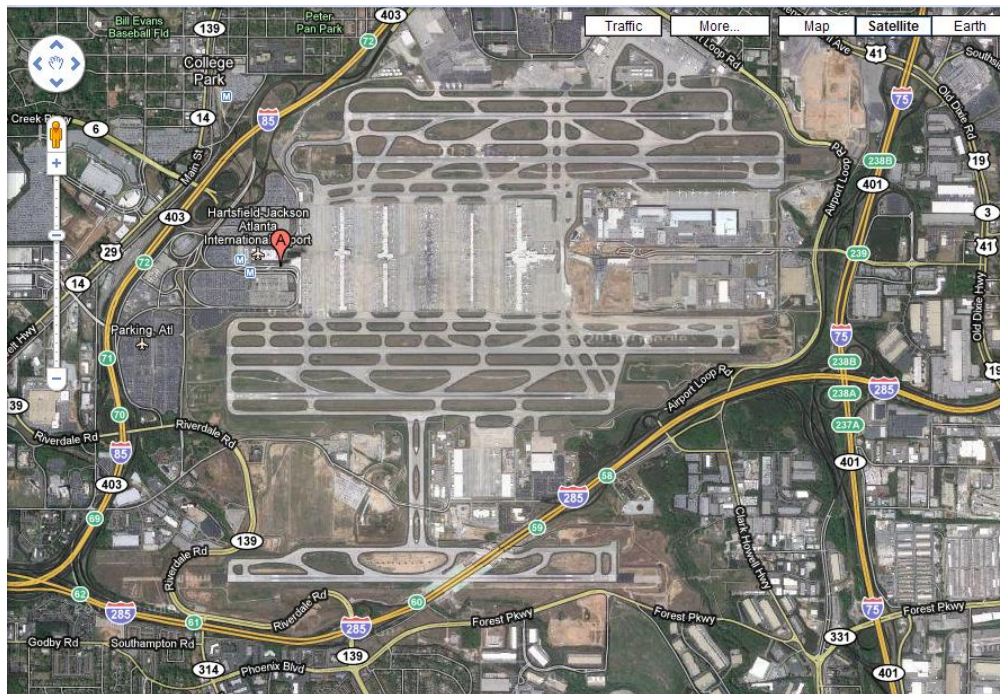 Bill Evans
Baseball Fld
139
Peter
Pan Park
403
72
Traffic
More...
Map
Satellite
Earth
College
Park
M
14
85
Airport Loop Rd
41
75
Old Dixie Rd
Creek Pkwy
6
Main St
403
238B
401
19
3
41
Airport Loop
Rd
Hartsfield-Jackson
Atlanta
International Airport
A
M
M
29
72
14
239
Old Dixie Hwy
Parking, Atl
71
75
238B
238A
237A
285
19
Airport Loop Rd
39
70
Riverdale Rd
Riverdale Rd
85
403
401
58
285
69
59
139
Clark Howell Hwy
Riverdale Rd
62
285
61
Riverdale Rd
60
285
Forest Pkwy
Forest Pkwy
75
Forest Pkwy
Godby Rd
Southampton Rd
314
Phoenix Blvd
139
331
401